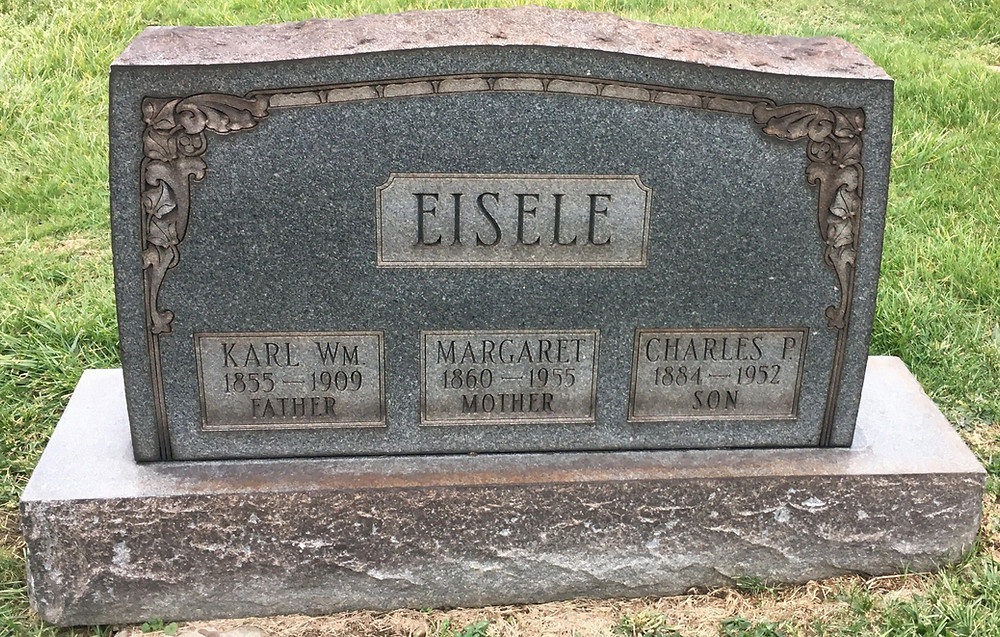 EISELE
KARL WM.
1855 — 1909
FATHER
MARGARET
1860 — 1955
MOTHER
CHARLES P.
1884 — 1952
SON